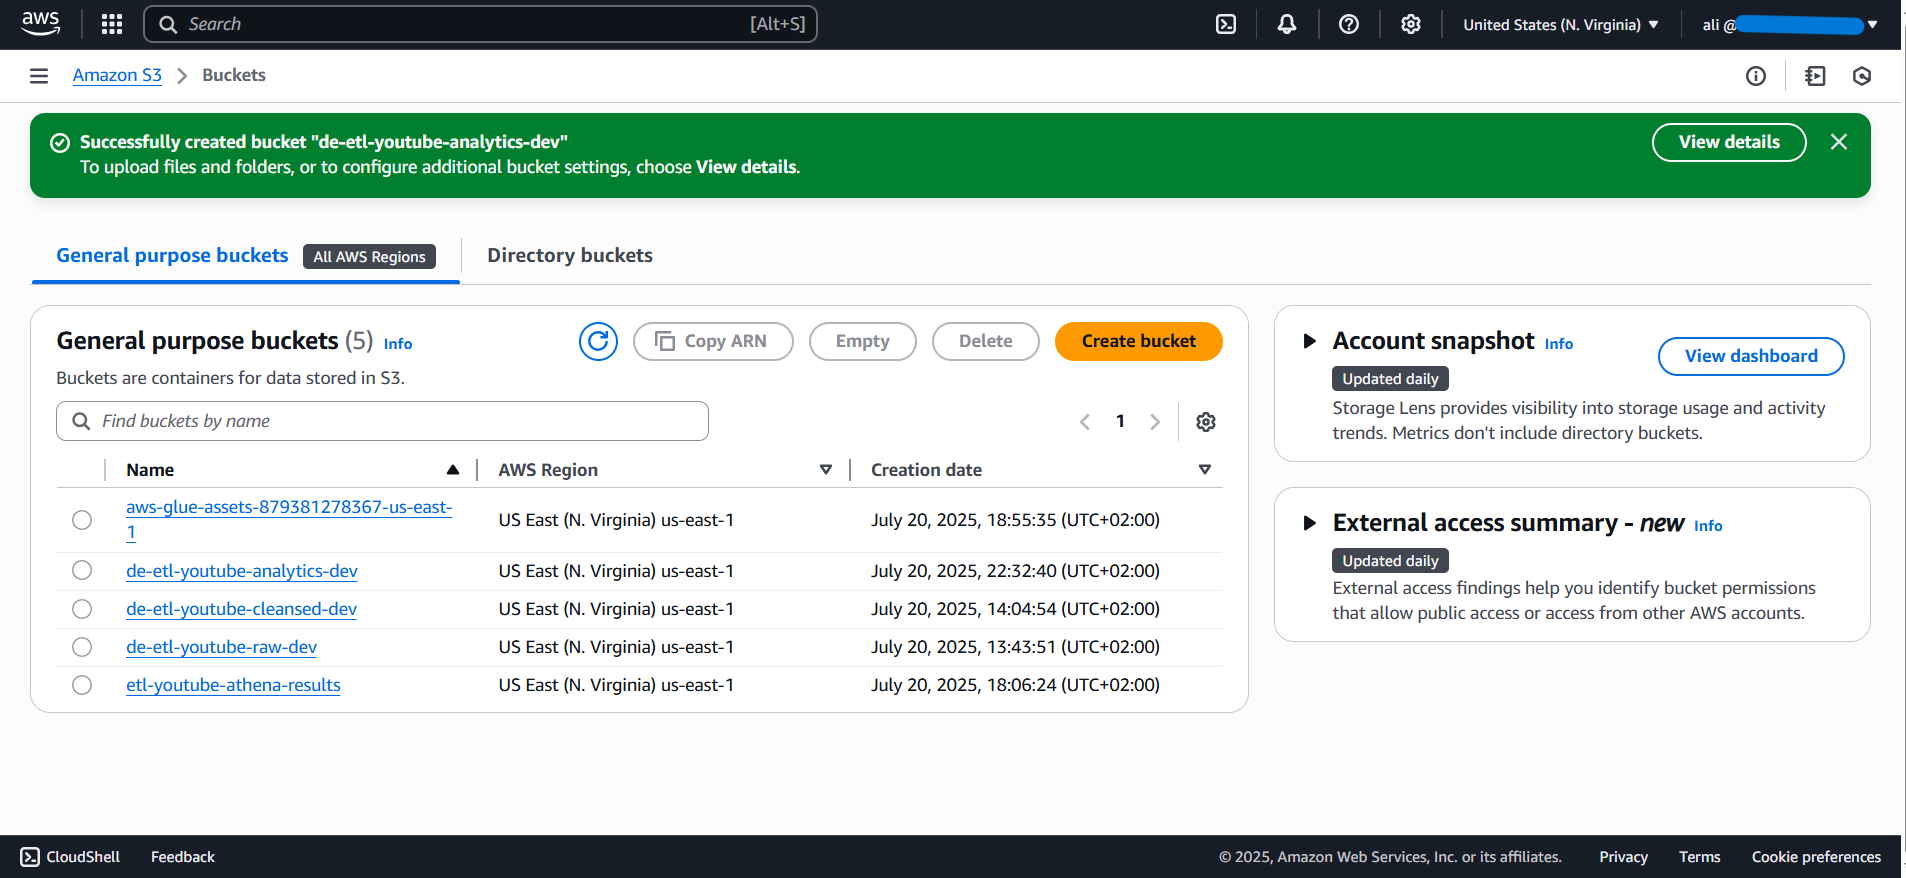 aws
Search [Alt+S]
United States (N. Virginia)
ali @
Amazon S3 > Buckets
Successfully created bucket "de-etl-youtube-analytics-dev"
To upload files and folders, or to configure additional bucket settings, choose View details.
View details
General purpose buckets All AWS Regions
Directory buckets
General purpose buckets (5) Info
Copy ARN
Empty
Delete
Create bucket
Buckets are containers for data stored in S3.
Find buckets by name
1
Name AWS Region Creation date
aws-glue-assets-879381278367-us-east-
1
US East (N. Virginia) us-east-1 July 20, 2025, 18:55:35 (UTC+02:00)
de-etl-youtube-analytics-dev US East (N. Virginia) us-east-1 July 20, 2025, 22:32:40 (UTC+02:00)
de-etl-youtube-cleansed-dev US East (N. Virginia) us-east-1 July 20, 2025, 14:04:54 (UTC+02:00)
de-etl-youtube-raw-dev US East (N. Virginia) us-east-1 July 20, 2025, 13:43:51 (UTC+02:00)
etl-youtube-athena-results US East (N. Virginia) us-east-1 July 20, 2025, 18:06:24 (UTC+02:00)
Account snapshot Info
View dashboard
Updated daily
Storage Lens provides visibility into storage usage and activity
trends. Metrics don't include directory buckets.
External access summary - new Info
Updated daily
External access findings help you identify bucket permissions
that allow public access or access from other AWS accounts.
CloudShell Feedback
© 2025, Amazon Web Services, Inc. or its affiliates. Privacy Terms Cookie preferences